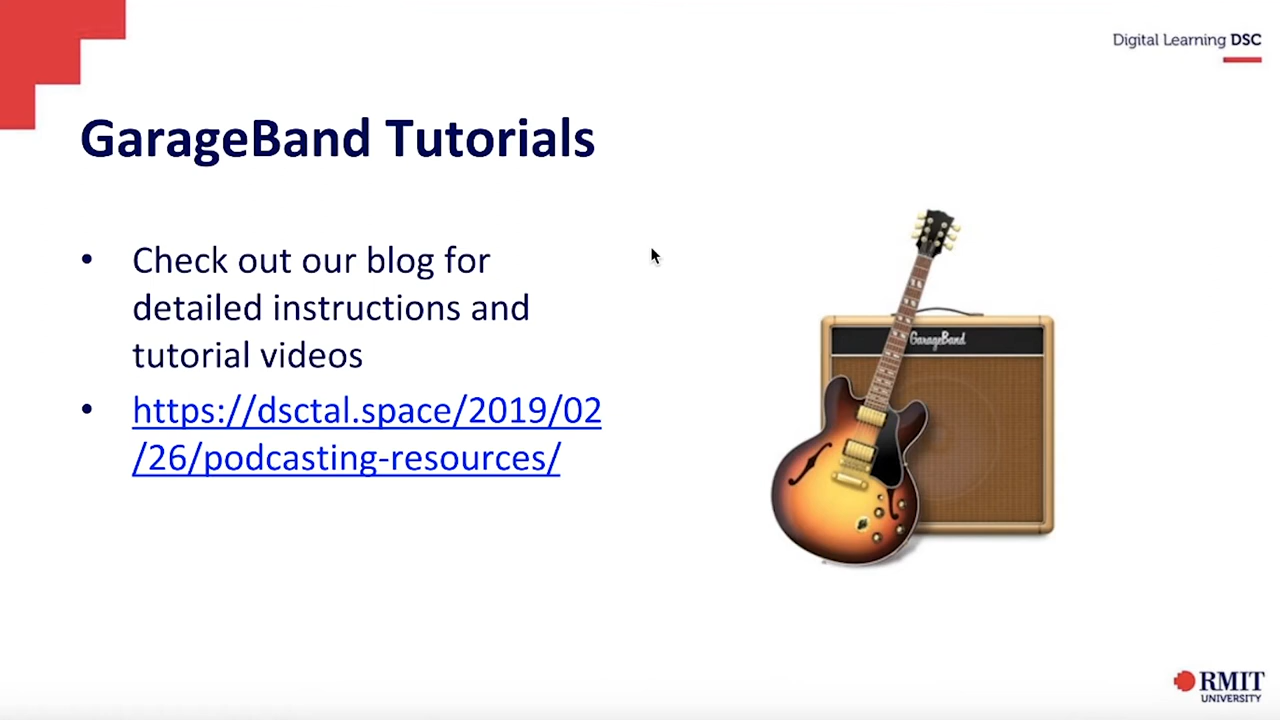 Digital Learning DSC
GarageBand Tutorials
• Check out our blog for
detailed instructions and
tutorial videos
• https://dsctal.space/2019/02
/26/podcasting-resources/
GarageBand
RMIT
UNIVERSITY